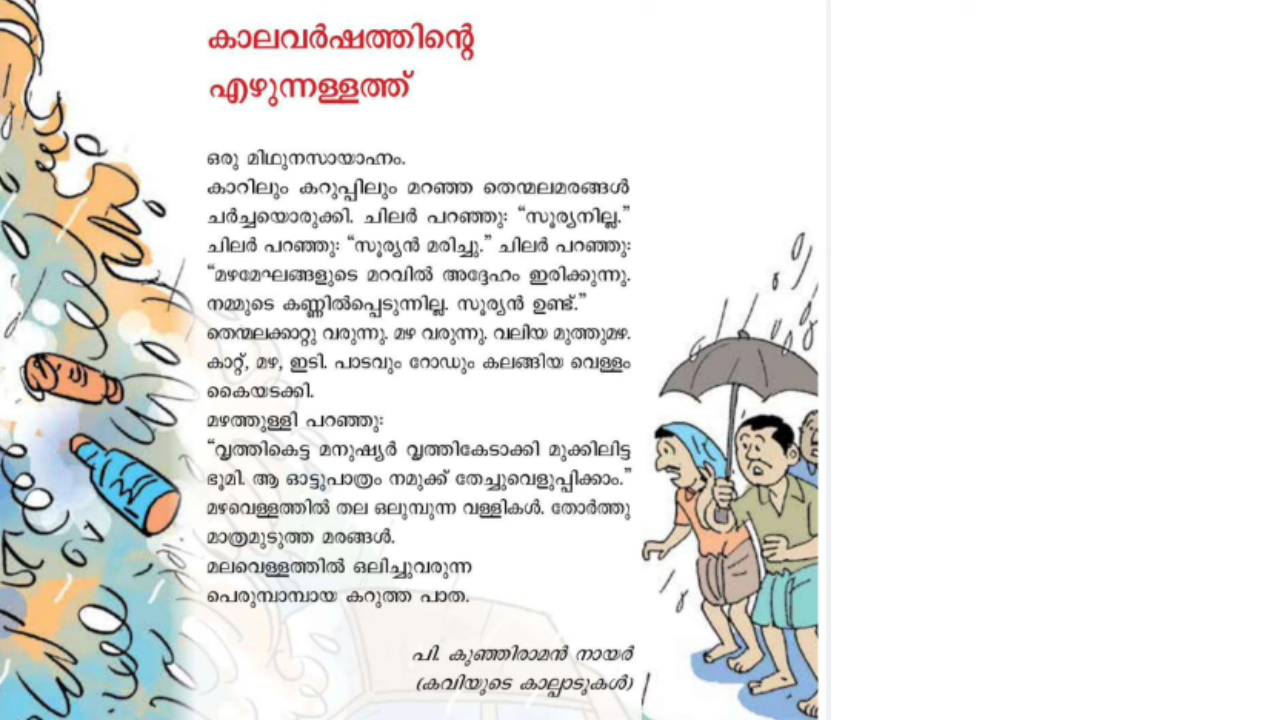 കാലവർഷത്തിന്റെ
എഴുന്നള്ളത്ത്
ഒരു മിഥുനസായാഹ്നം.
കാറിലും കറുപ്പിലും മറഞ്ഞ തെന്മലമരങ്ങൾ
ചർച്ചയൊരുക്കി. ചിലർ പറഞ്ഞു: “സൂര്യനില്ല.”
ചിലർ പറഞ്ഞു: “സൂര്യൻ മരിച്ചു.” ചിലർ പറഞ്ഞു:
“മഴമേഘങ്ങളുടെ മറവിൽ അദ്ദേഹം ഇരിക്കുന്നു.
നമ്മുടെ കണ്ണിൽപ്പെടുന്നില്ല. സൂര്യൻ ഉണ്ട്.”
തെന്മലക്കാറ്റു വരുന്നു. മഴ വരുന്നു. വലിയ മുത്തുമഴ.
കാറ്റ്, മഴ, ഇടി. പാടവും റോഡും കലങ്ങിയ വെള്ളം
കൈയടക്കി.
മഴത്തുള്ളി പറഞ്ഞു:
“വൃത്തികെട്ട മനുഷ്യർ വൃത്തികേടാക്കി മുക്കിലിട്ട
ഭൂമി. ആ ഓട്ടുപാത്രം നമുക്ക് തേച്ചുവെളുപ്പിക്കാം.”
മഴവെള്ളത്തിൽ തല ഒലുമ്പുന്ന വള്ളികൾ. തോർത്തു
മാത്രമുടുത്ത മരങ്ങൾ.
മലവെള്ളത്തിൽ ഒലിച്ചുവരുന്ന
പെരുമ്പാമ്പായ കറുത്ത പാത.
പി. കുഞ്ഞിരാമൻ നായർ
(കവിയുടെ കാല്പാടുകൾ)